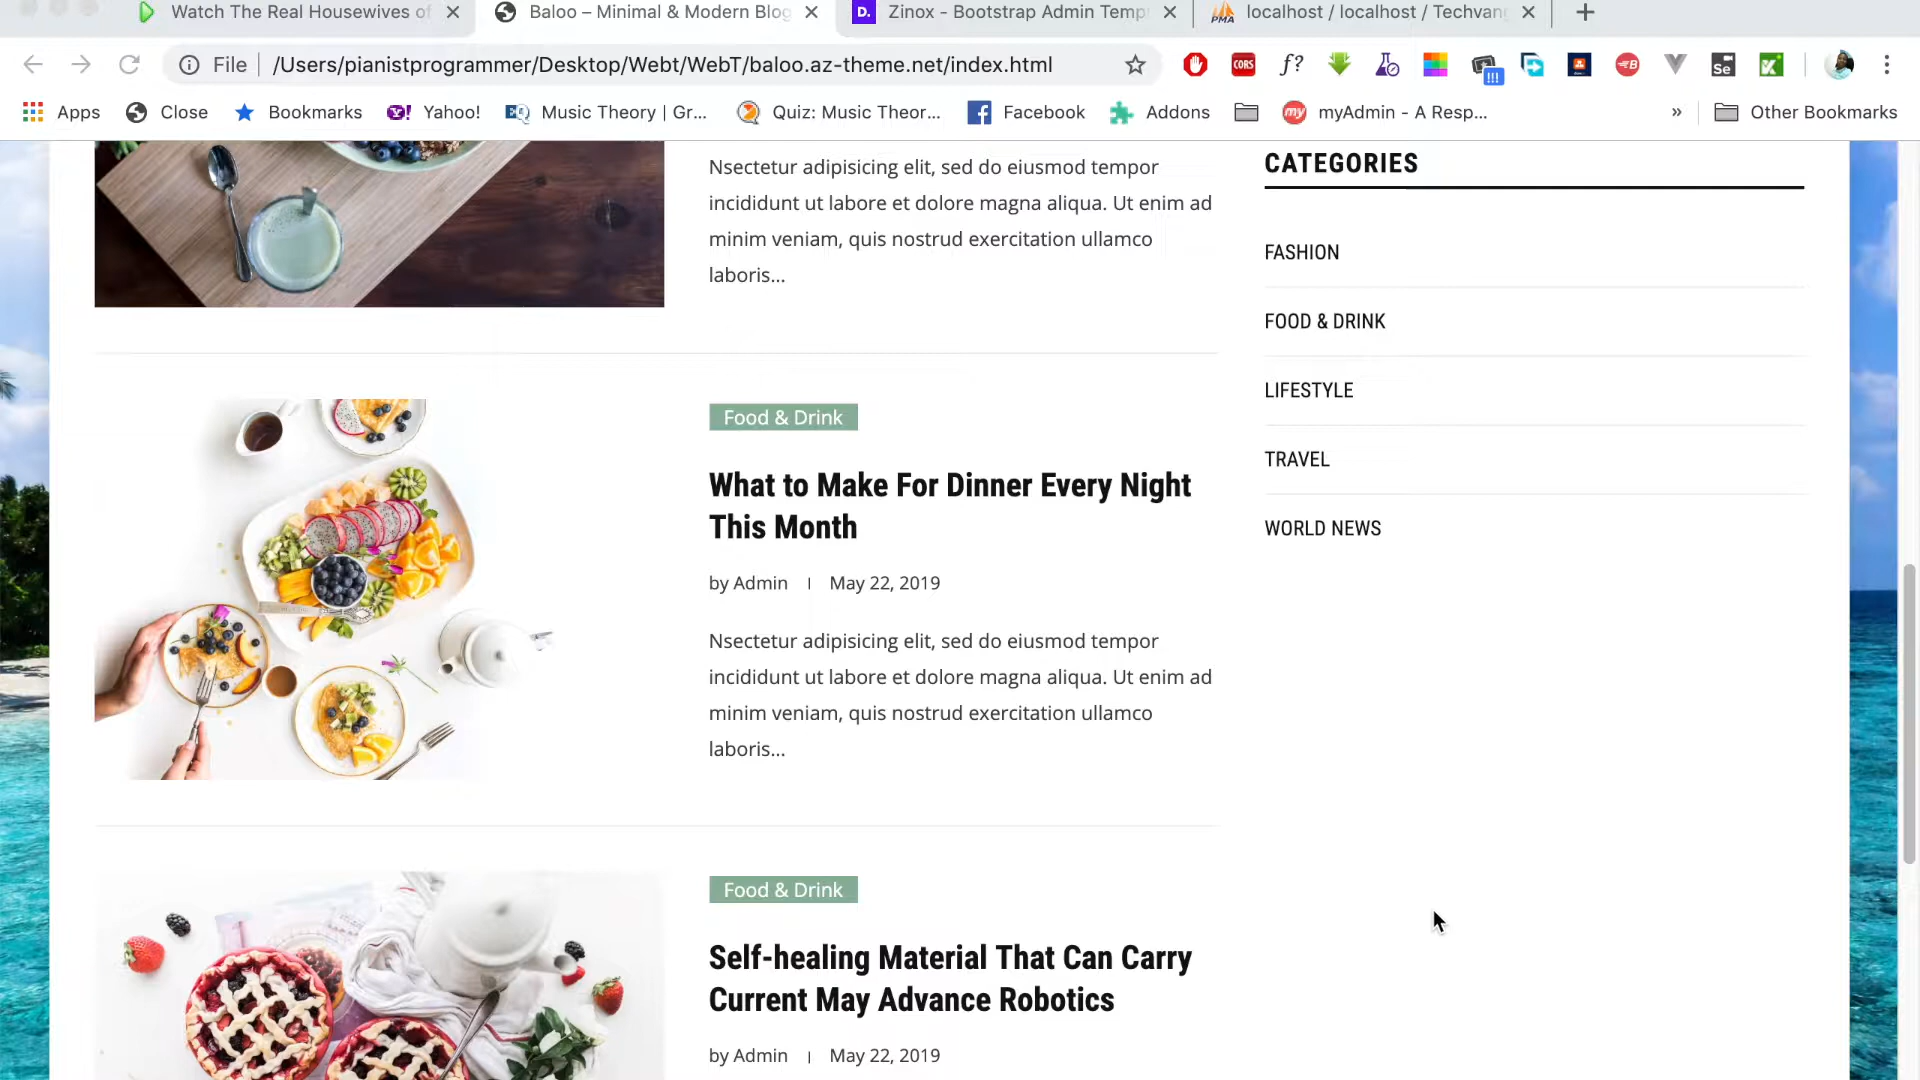 Watch The Real Housewives of
Baloo – Minimal & Modern Blog
D.
Zinox - Bootstrap Admin Temp
PMA
localhost / localhost / Techvan
File
/Users/pianistprogrammer/Desktop/Webt/WebT/baloo.az-theme.net/index.html
CORS
f?
!!!
B
Se
Apps
Close
Bookmarks
Yahoo!
Music Theory | Gr...
Quiz: Music Theor...
Facebook
Addons
my
myAdmin - A Resp...
»
Other Bookmarks
Nsectetur adipisicing elit, sed do eiusmod tempor
incididunt ut labore et dolore magna aliqua. Ut enim ad
minim veniam, quis nostrud exercitation ullamco
laboris...
CATEGORIES
FASHION
FOOD & DRINK
LIFESTYLE
TRAVEL
WORLD NEWS
Food & Drink
What to Make For Dinner Every Night
This Month
by Admin
May 22, 2019
Nsectetur adipisicing elit, sed do eiusmod tempor
incididunt ut labore et dolore magna aliqua. Ut enim ad
minim veniam, quis nostrud exercitation ullamco
laboris...
Food & Drink
Self-healing Material That Can Carry
Current May Advance Robotics
by Admin
May 22, 2019